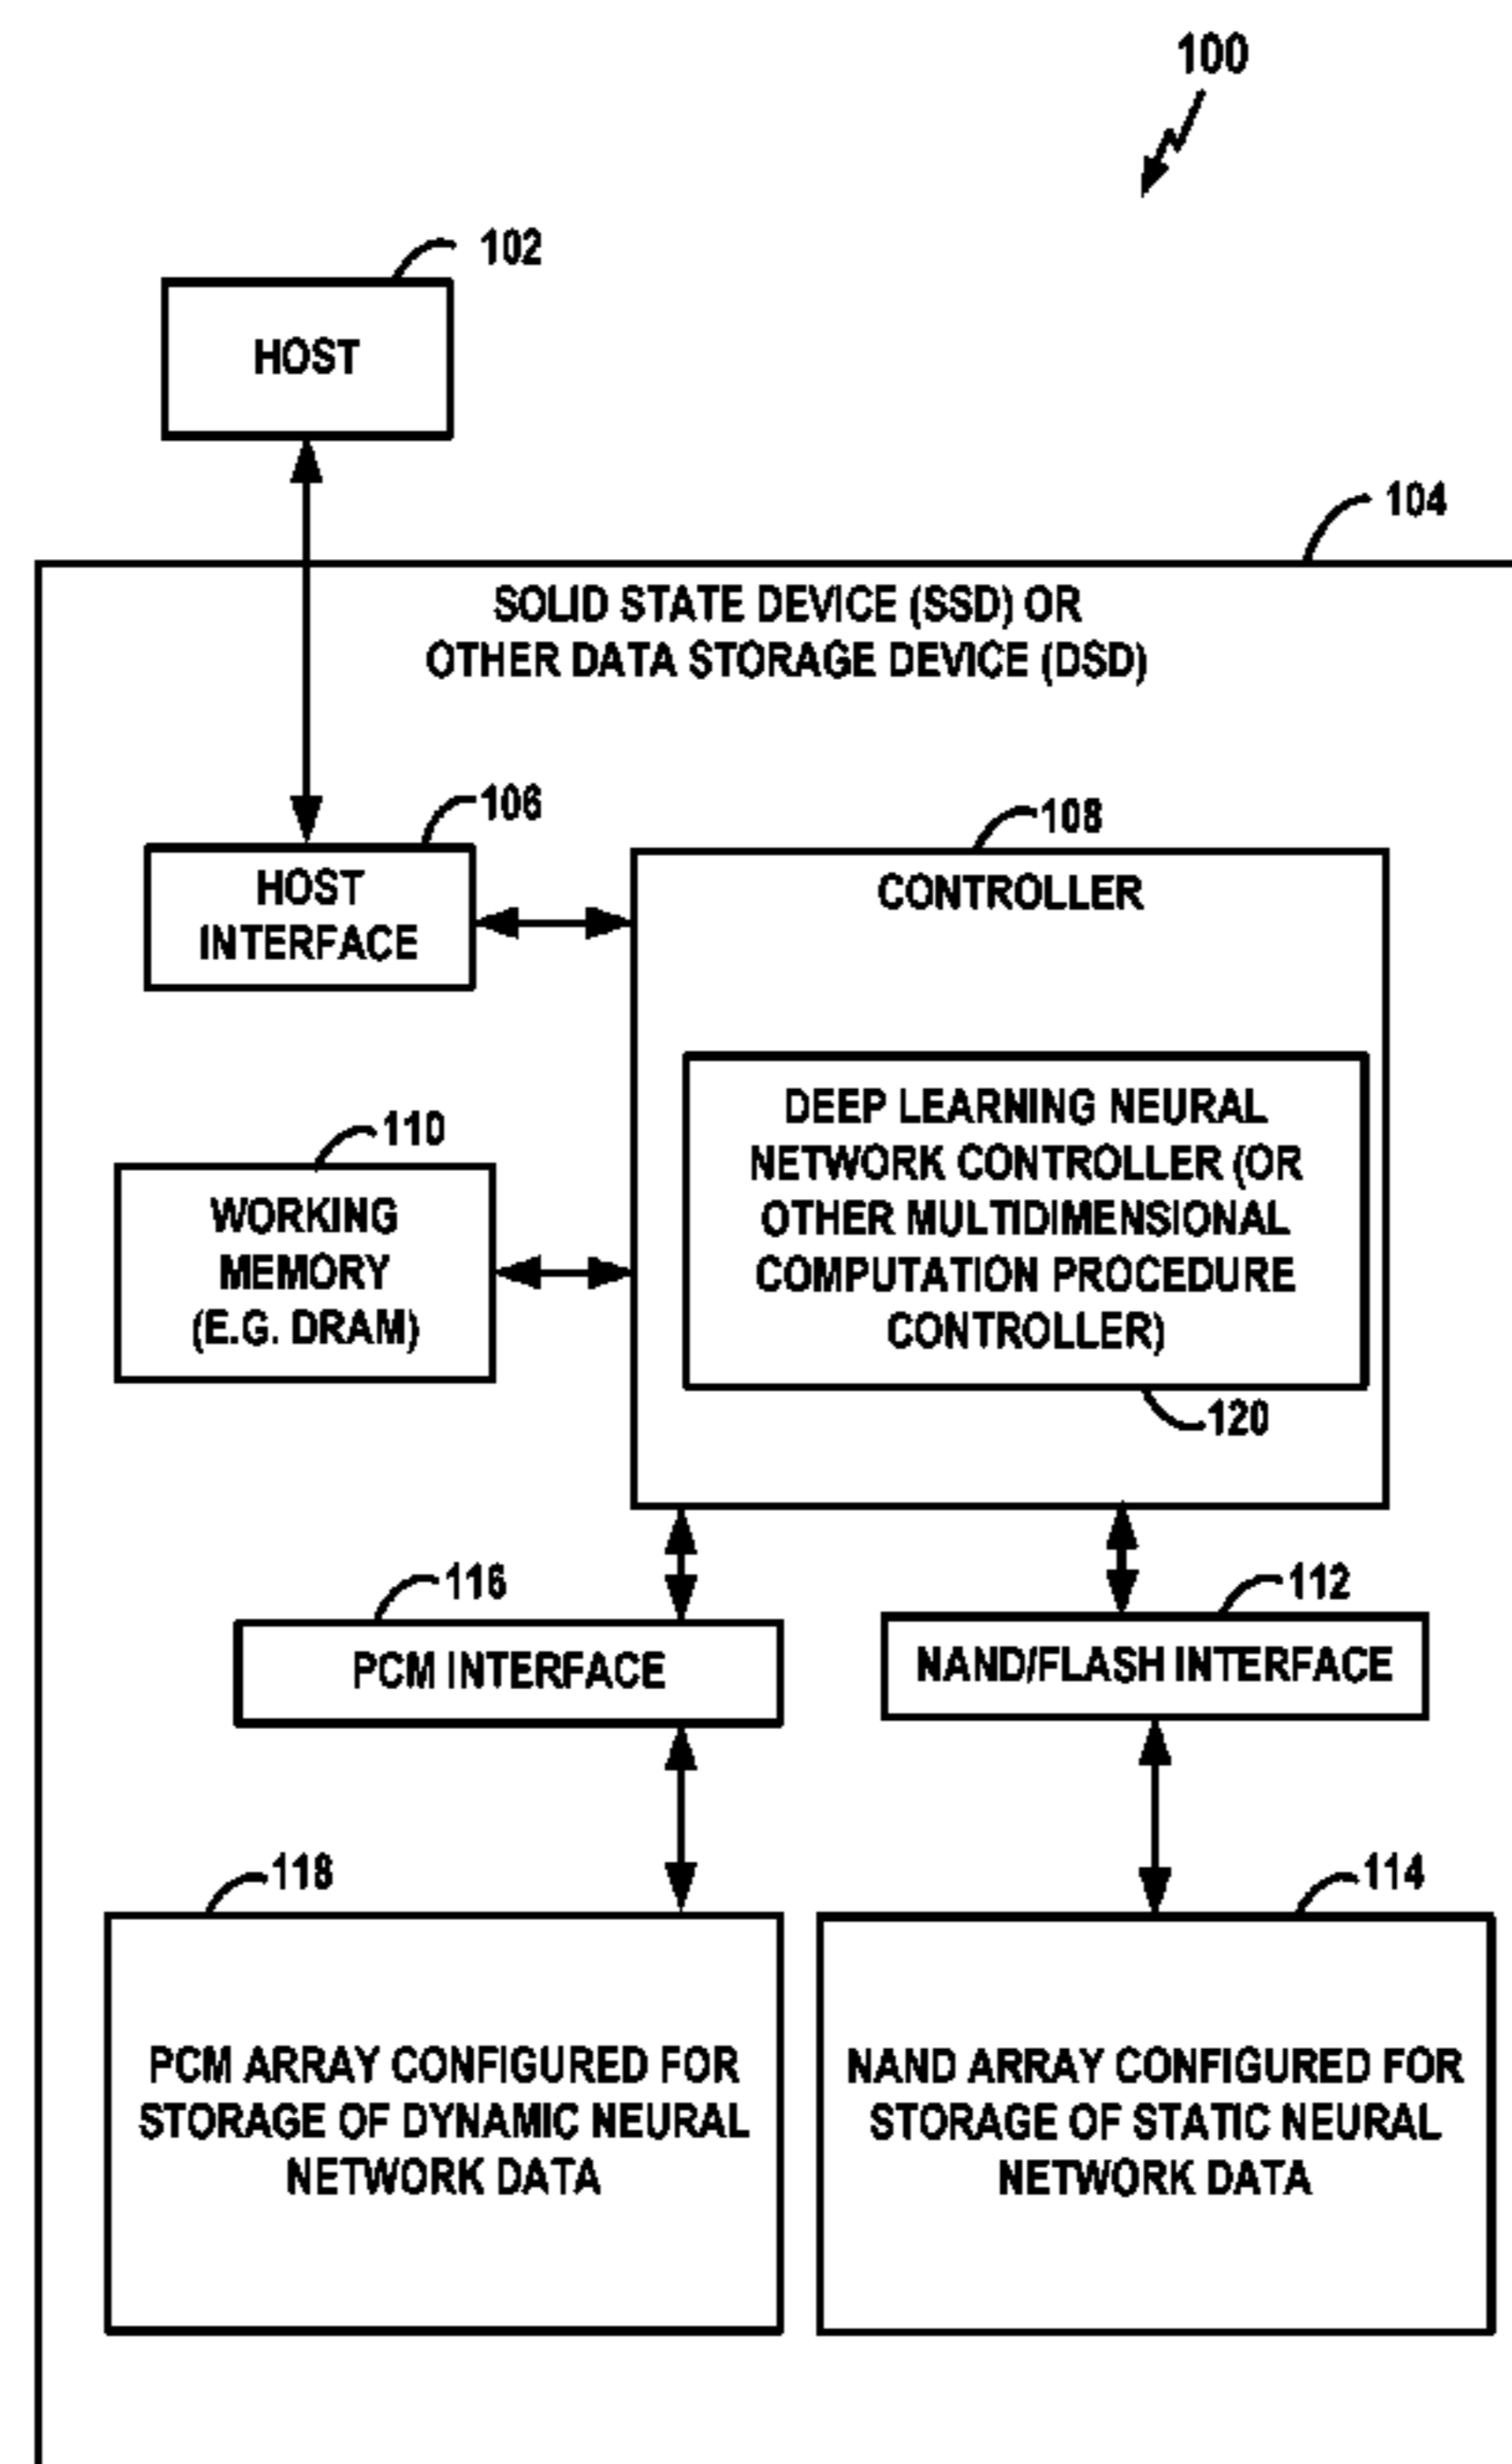 100
102
HOST
104
SOLID STATE DEVICE (SSD) OR
OTHER DATA STORAGE DEVICE (DSD)
106
HOST
INTERFACE
108
CONTROLLER
DEEP LEARNING NEURAL
NETWORK CONTROLLER (OR
OTHER MULTIDIMENSIONAL
COMPUTATION PROCEDURE
CONTROLLER)
120
110
WORKING
MEMORY
(E.G. DRAM)
116
PCM INTERFACE
112
NAND/FLASH INTERFACE
118
PCM ARRAY CONFIGURED FOR
STORAGE OF DYNAMIC NEURAL
NETWORK DATA
114
NAND ARRAY CONFIGURED FOR
STORAGE OF STATIC NEURAL
NETWORK DATA